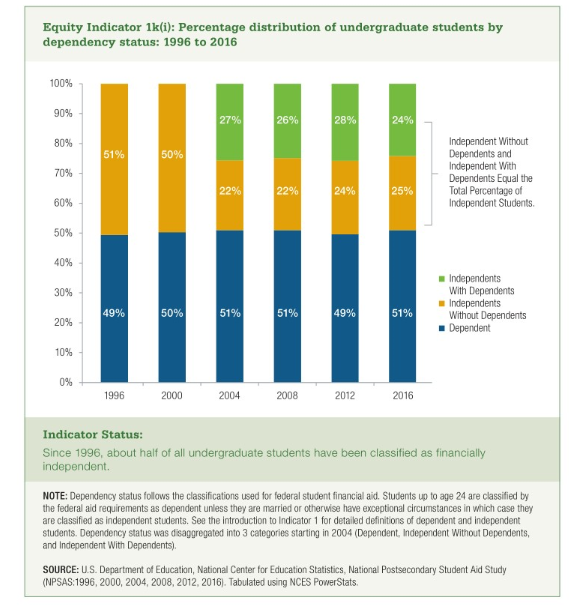 Equity Indicator 1k(i): Percentage distribution of undergraduate students by
dependency status: 1996 to 2016
100%
90%
80%
70%
60%
50%
40%
30%
20%
10%
0%
51%
50%
27%
26%
28%
24%
22%
22%
24%
25%
49%
50%
51%
51%
49%
51%
1996
2000
2004
2008
2012
2016
Independent Without
Dependents and
Independent With
Dependents Equal the
Total Percentage of
Independent Students.
Independents
With Dependents
Independents
Without Dependents
Dependent
Indicator Status:
Since 1996, about half of all undergraduate students have been classified as financially
independent.
NOTE: Dependency status follows the classifications used for federal student financial aid. Students up to age 24 are classified by
the federal aid requirements as dependent unless they are married or otherwise have exceptional circumstances in which case they
are classified as independent students. See the introduction to Indicator 1 for detailed definitions of dependent and independent
students. Dependency status was disaggregated into 3 categories starting in 2004 (Dependent, Independent Without Dependents,
and Independent With Dependents).
SOURCE: U.S. Department of Education, National Center for Education Statistics, National Postsecondary Student Aid Study
(NPSAS:1996, 2000, 2004, 2008, 2012, 2016). Tabulated using NCES PowerStats.